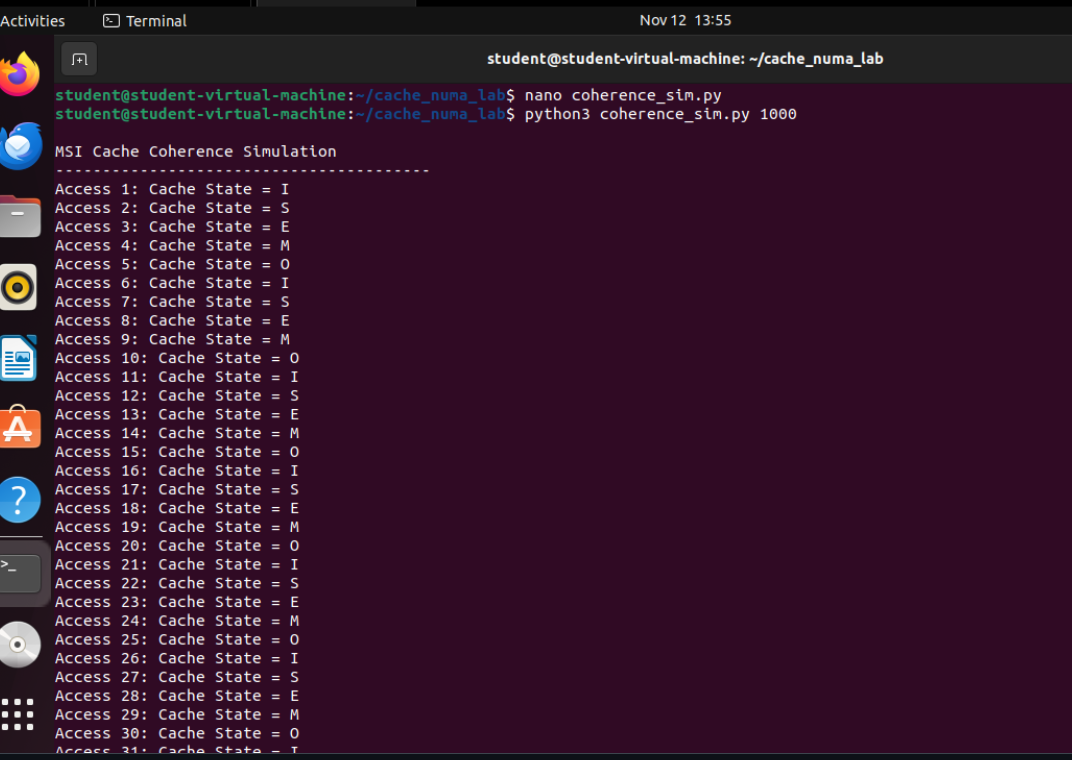 Activities
Terminal
Nov 12 13:55
student@student-virtual-machine: ~/cache_numa_lab
student@student-virtual-machine:~/cache_numa_lab$ nano coherence_sim.py
student@student-virtual-machine:~/cache_numa_lab$ python3 coherence_sim.py 1000
MSI Cache Coherence Simulation
----------------------------------------
Access 1: Cache State = I
Access 2: Cache State = S
Access 3: Cache State = E
Access 4: Cache State = M
Access 5: Cache State = O
Access 6: Cache State = I
Access 7: Cache State = S
Access 8: Cache State = E
Access 9: Cache State = M
Access 10: Cache State = O
Access 11: Cache State = I
Access 12: Cache State = S
Access 13: Cache State = E
Access 14: Cache State = M
Access 15: Cache State = O
Access 16: Cache State = I
Access 17: Cache State = S
Access 18: Cache State = E
Access 19: Cache State = M
Access 20: Cache State = O
Access 21: Cache State = I
Access 22: Cache State = S
Access 23: Cache State = E
Access 24: Cache State = M
Access 25: Cache State = O
Access 26: Cache State = I
Access 27: Cache State = S
Access 28: Cache State = E
Access 29: Cache State = M
Access 30: Cache State = O
Access 31: Cache State = I